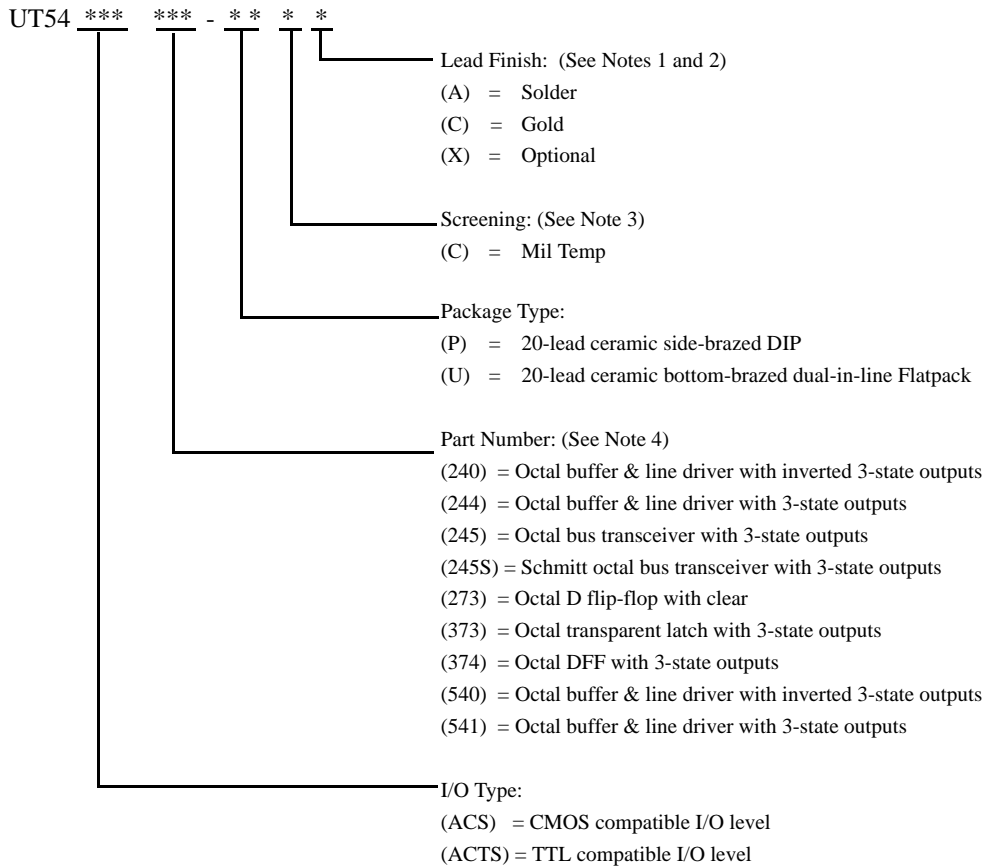 UT54 *** *** - * * * *
Lead Finish: (See Notes 1 and 2)
(A) = Solder
(C) = Gold
(X) = Optional
Screening: (See Note 3)
(C) = Mil Temp
Package Type:
(P) = 20-lead ceramic side-brazed DIP
(U) = 20-lead ceramic bottom-brazed dual-in-line Flatpack
Part Number: (See Note 4)
(240) = Octal buffer & line driver with inverted 3-state outputs
(244) = Octal buffer & line driver with 3-state outputs
(245) = Octal bus transceiver with 3-state outputs
(245S) = Schmitt octal bus transceiver with 3-state outputs
(273) = Octal D flip-flop with clear
(373) = Octal transparent latch with 3-state outputs
(374) = Octal DFF with 3-state outputs
(540) = Octal buffer & line driver with inverted 3-state outputs
(541) = Octal buffer & line driver with 3-state outputs
I/O Type:
(ACS) = CMOS compatible I/O level
(ACTS) = TTL compatible I/O level